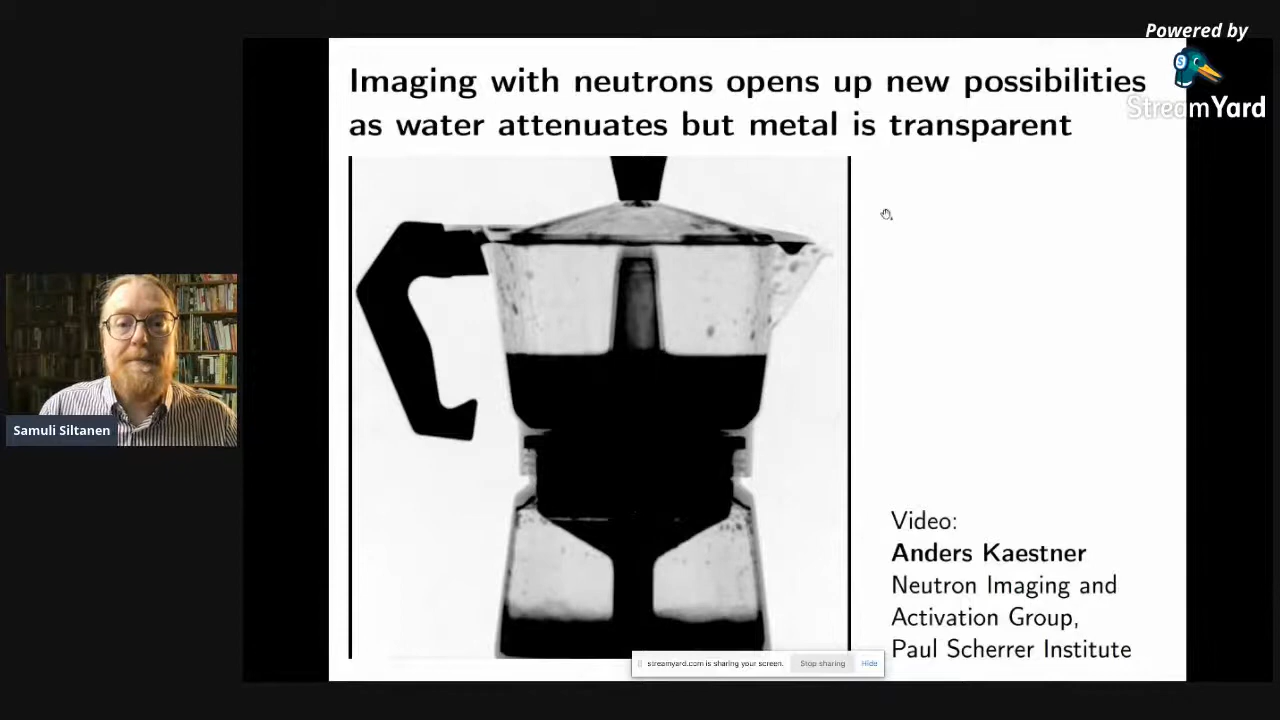 Powered by
StreamYard
Imaging with neutrons opens up new possibilities
as water attenuates but metal is transparent
Samuli Siltanen
Video:
Anders Kaestner
Neutron Imaging and
Activation Group,
Paul Scherrer Institute
streamyard.com is sharing your screen. Stop sharing Hide